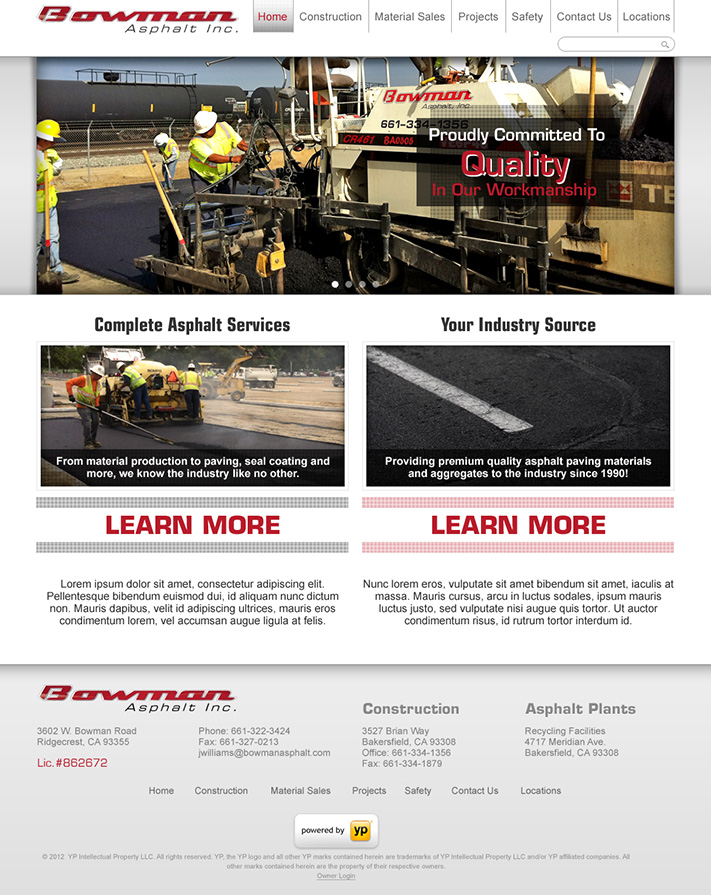 Bowman
Asphalt Inc.
Home Construction Material Sales Projects Safety Contact Us Locations
Bowman
Asphalt, Inc.
661-334-1356
CR461 BA0505
Proudly Committed To
Quality
In Our Workmanship
TE
Complete Asphalt Services
Your Industry Source
From material production to paving, seal coating and
more, we know the industry like no other.
Providing premium quality asphalt paving materials
and aggregates to the industry since 1990!
LEARN MORE
LEARN MORE
Lorem ipsum dolor sit amet, consectetur adipiscing elit.
Pellentesque bibendum euismod dui, id aliquam nunc dictum
non. Mauris dapibus, velit id adipiscing ultrices, mauris eros
condimentum lorem, vel accumsan augue ligula at felis.
Nunc lorem eros, vulputate sit amet bibendum sit amet, iaculis at
massa. Mauris cursus, arcu in luctus sodales, ipsum mauris
luctus justo, sed vulputate nisi augue quis tortor. Ut auctor
condimentum risus, id rutrum tortor interdum id.
Bowman
Asphalt Inc.
3602 W. Bowman Road
Ridgecrest, CA 93355
Lic.#862672
Phone: 661-322-3424
Fax: 661-327-0213
jwilliams@bowmanasphalt.com
Construction
3527 Brian Way
Bakersfield, CA 93308
Office: 661-334-1356
Fax: 661-334-1879
Asphalt Plants
Recycling Facilities
4717 Meridian Ave.
Bakersfield, CA 93308
Home Construction Material Sales Projects Safety Contact Us Locations
powered by yp
© 2012 YP Intellectual Property LLC. All rights reserved. YP, the YP logo and all other YP marks contained herein are trademarks of YP Intellectual Property LLC and/or YP affiliated companies. All
other marks contained herein are the property of their respective owners.
Owner Login